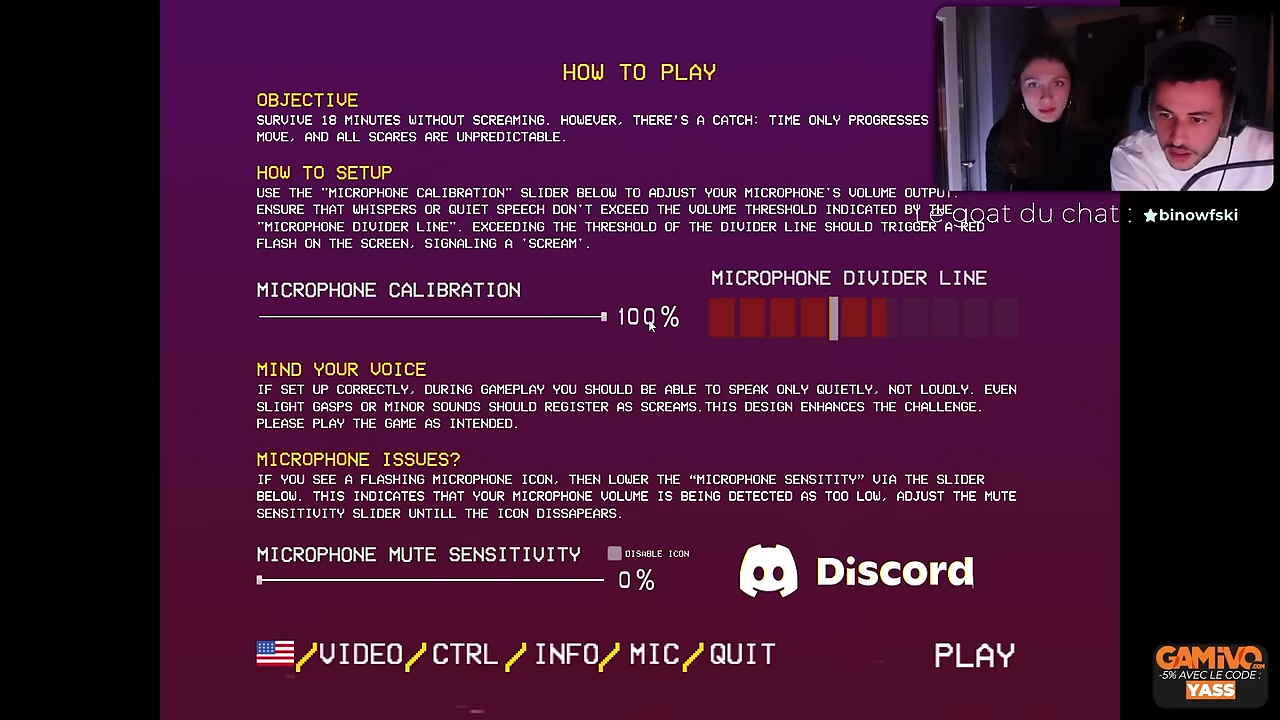 HOW TO PLAY
OBJECTIVE
SURVIVE 18 MINUTES WITHOUT SCREAMING. HOWEVER, THERE'S A CATCH: TIME ONLY PROGRESSES
MOVE, AND ALL SCARES ARE UNPREDICTABLE.
HOW TO SETUP
USE THE "MICROPHONE CALIBRATION" SLIDER BELOW TO ADJUST YOUR MICROPHONE'S VOLUME OUTPUT.
ENSURE THAT WHISPERS OR QUIET SPEECH DON'T EXCEED THE VOLUME THRESHOLD INDICATED BY THE
"MICROPHONE DIVIDER LINE". EXCEEDING THE THRESHOLD OF THE DIVIDER LINE SHOULD TRIGGER A RED
FLASH ON THE SCREEN, SIGNALING A 'SCREAM'.
Le goat du chat : binowfski
MICROPHONE CALIBRATION
100%
MICROPHONE DIVIDER LINE
MIND YOUR VOICE
IF SET UP CORRECTLY, DURING GAMEPLAY YOU SHOULD BE ABLE TO SPEAK ONLY QUIETLY, NOT LOUDLY. EVEN
SLIGHT GASPS OR MINOR SOUNDS SHOULD REGISTER AS SCREAMS.THIS DESIGN ENHANCES THE CHALLENGE.
PLEASE PLAY THE GAME AS INTENDED.
MICROPHONE ISSUES?
IF YOU SEE A FLASHING MICROPHONE ICON, THEN LOWER THE “MICROPHONE SENSITITY” VIA THE SLIDER
BELOW. THIS INDICATES THAT YOUR MICROPHONE VOLUME IS BEING DETECTED AS TOO LOW, ADJUST THE MUTE
SENSITIVITY SLIDER UNTILL THE ICON DISSAPEARS.
MICROPHONE MUTE SENSITIVITY
DISABLE ICON
0%
Discord
/VIDEO/CTRL/INFO/MIC/QUIT
PLAY
GAMIVO.COM
-5% AVEC LE CODE :
YASS